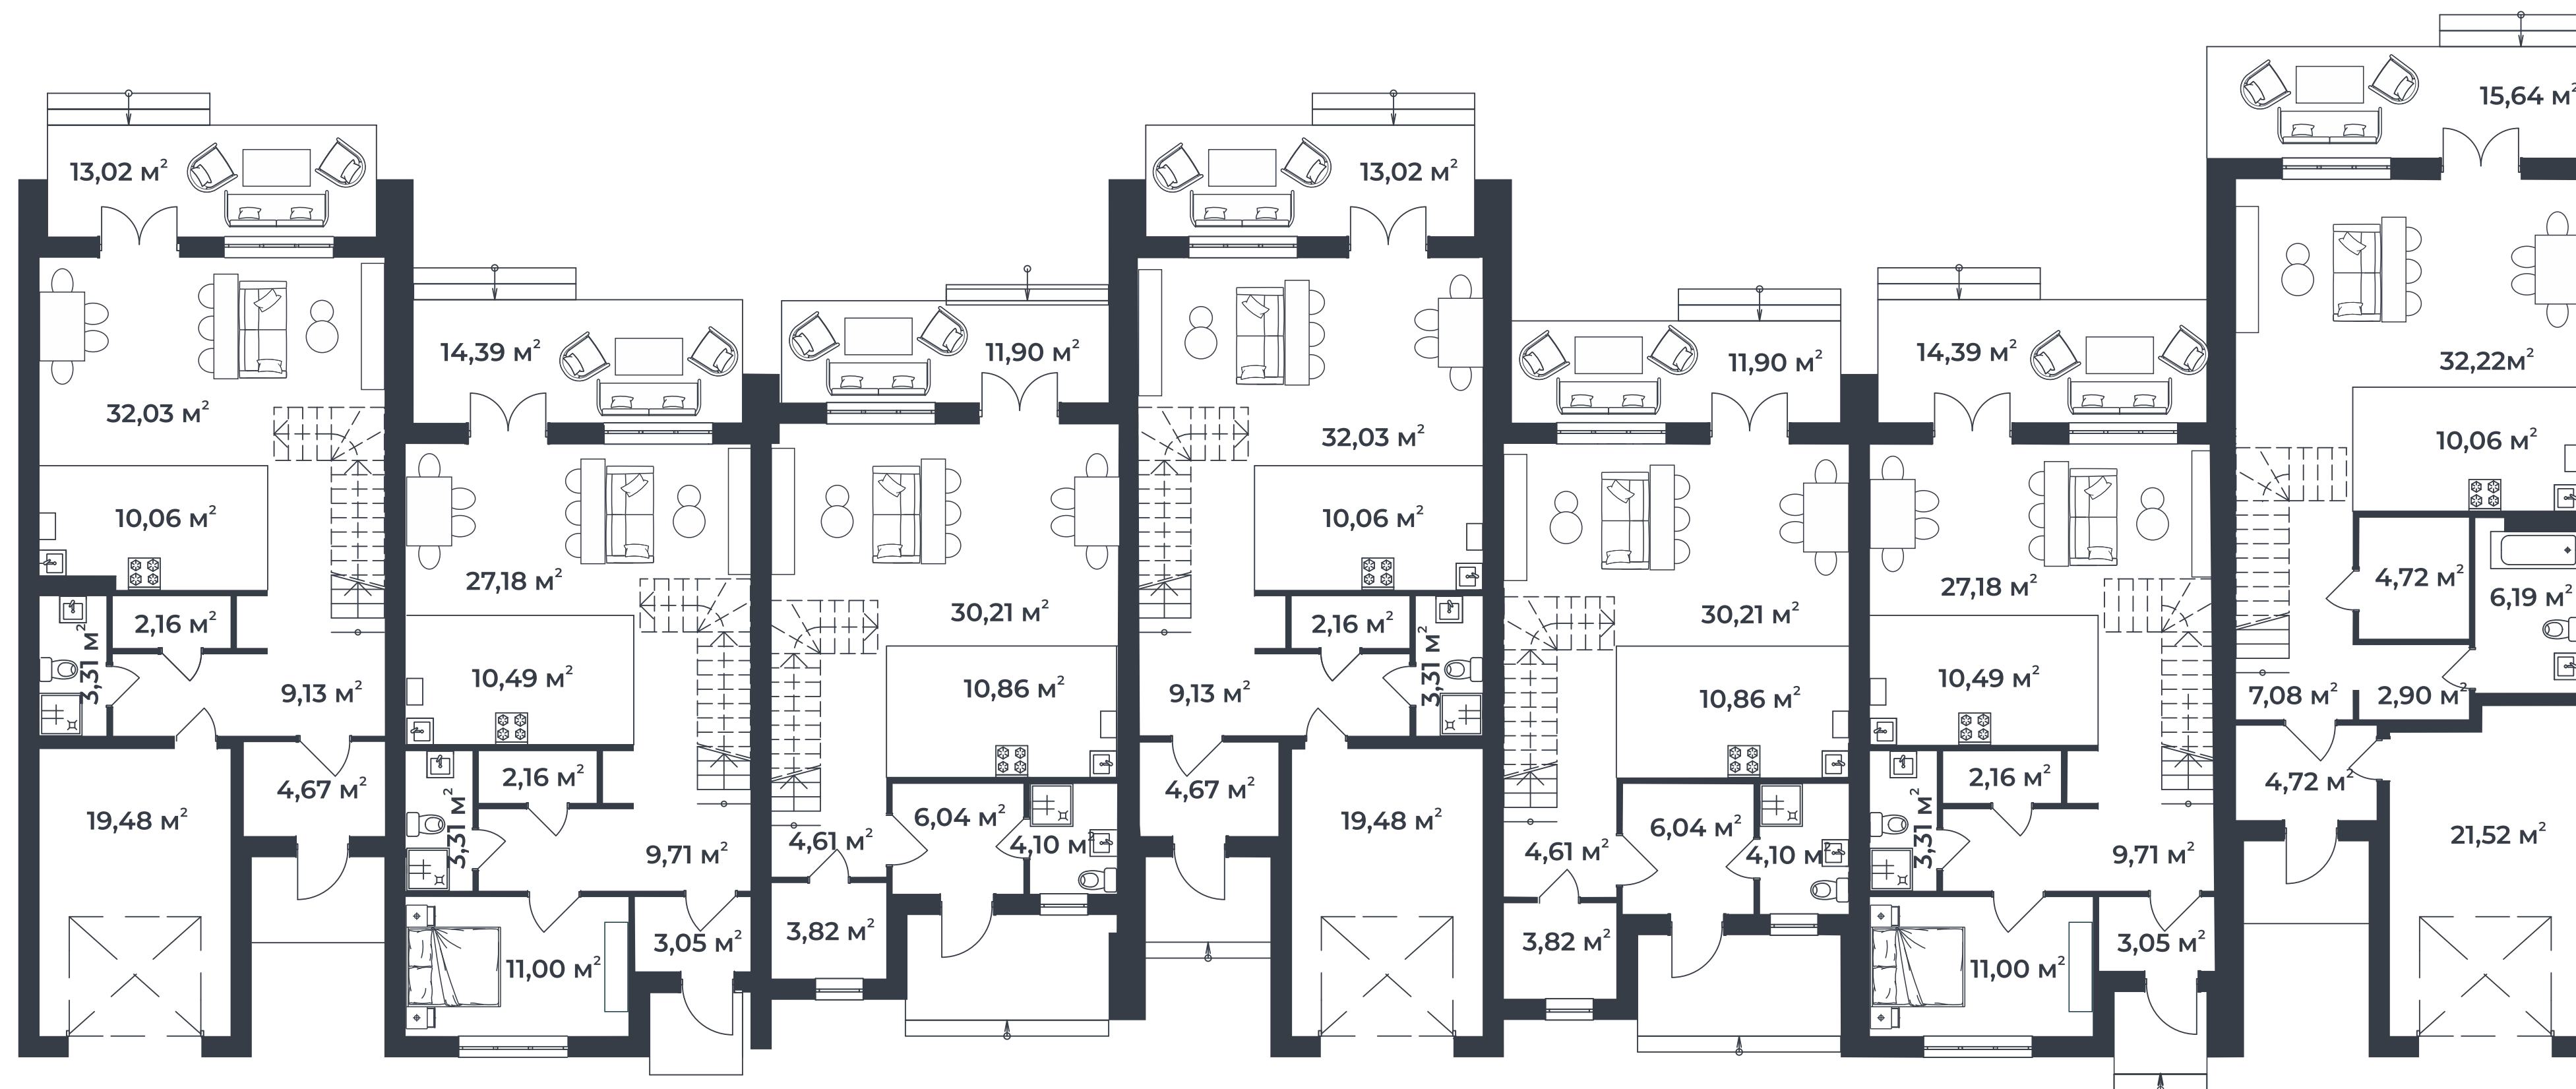 13,02 м²
32,03 м²
10,06 м²
2,16 м²
3,31 м²
9,13 м²
4,67 м²
19,48 м²
14,39 м²
27,18 м²
10,49 м²
2,16 м²
3,31 м²
9,71 м²
3,05 м²
11,00 м²
11,90 м²
30,21 м²
10,86 м²
6,04 м²
4,61 м²
4,10 м²
3,82 м²
13,02 м²
32,03 м²
10,06 м²
2,16 м²
3,31 м²
9,13 м²
4,67 м²
19,48 м²
11,90 м²
30,21 м²
10,86 м²
6,04 м²
4,61 м²
4,10 м²
3,82 м²
14,39 м²
27,18 м²
10,49 м²
2,16 м²
3,31 м²
9,71 м²
3,05 м²
11,00 м²
15,64 м²
32,22м²
10,06 м²
4,72 м²
6,19 м²
7,08 м²
2,90 м²
4,72 м²
21,52 м²